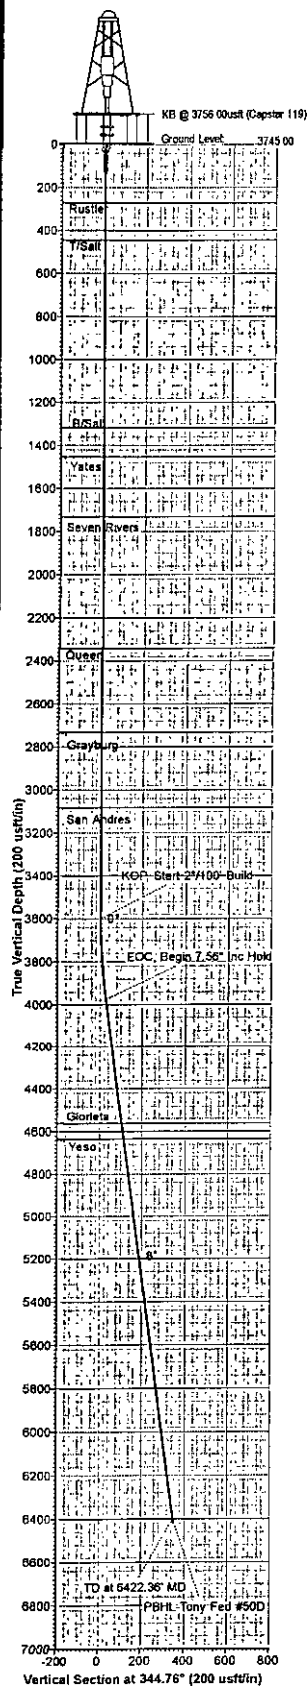 KB @ 3756 00usft (Capstar 119)
Ground Level: 3745 00
0
200
Rustler
400
T/Salt
600
800
1000
1200
B/Salt
1400
Yates
1600
Seven Rivers
1800
2000
2200
Queen
2400
2600
Grayburg
2800
3000
San Andres
3200
3400
KOP, Start 2°/100' Build
3600
0°
3800
EOC, Begin 7.56° Inc Hold
4000
4200
4400
Glorieta
4600
Yeso
4800
5000
5200
8°
5400
5600
5800
6000
6200
6400
6600
TD at 6422.36' MD
6800
PBHL-Tony Fed #50D
7000
-200 0 200 400 600 800
True Vertical Depth (200 usft/in)
Vertical Section at 344.76° (200 usft/in)